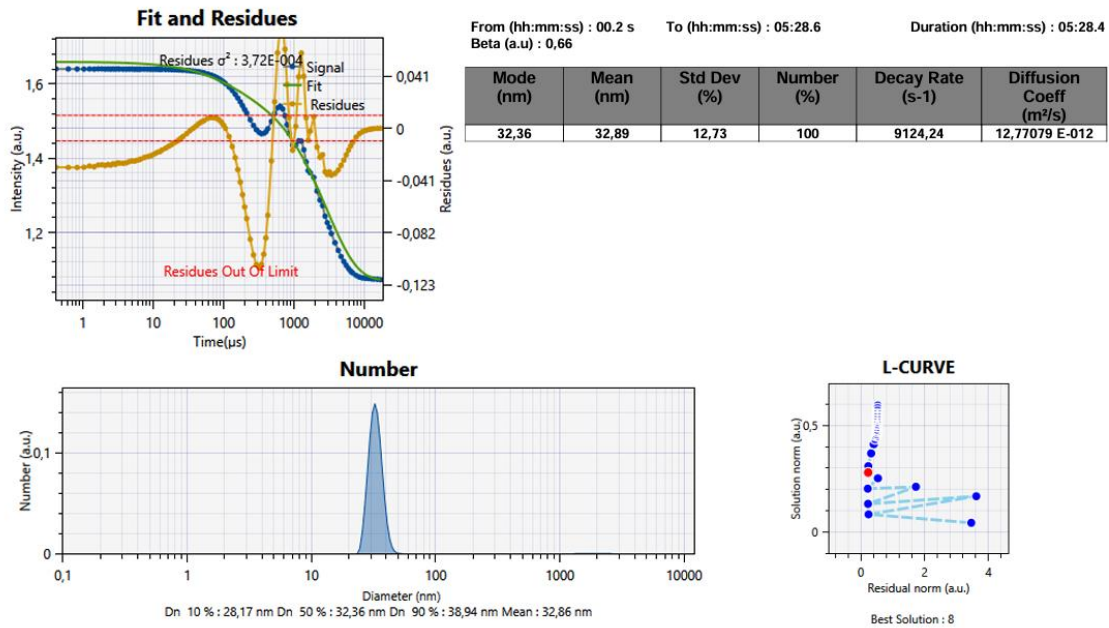 Fit and Residues
Residues σ² : 3,72E-004
Signal
Fit
Residues
1,6
1,4
1,2
Intensity (a.u.)
0,041
0
-0,041
-0,082
-0,123
Residues (a.u.)
Residues Out Of Limit
1 10 100 1000 10000
Time(µs)
From (hh:mm:ss) : 00.2 s To (hh:mm:ss) : 05:28.6 Duration (hh:mm:ss) : 05:28.4
Beta (a.u) : 0,66
Mode (nm) Mean (nm) Std Dev (%) Number (%) Decay Rate (s-1) Diffusion Coeff (m²/s)
32,36 32,89 12,73 100 9124,24 12,77079 E-012
Number
Number (a.u.)
0,1
0
0,1 1 10 100 1000 10000
Diameter (nm)
Dn 10 % : 28,17 nm Dn 50 % : 32,36 nm Dn 90 % : 38,94 nm Mean : 32,86 nm
L-CURVE
Solution norm (a.u.)
0,5
0
0 2 4
Residual norm (a.u.)
Best Solution : 8